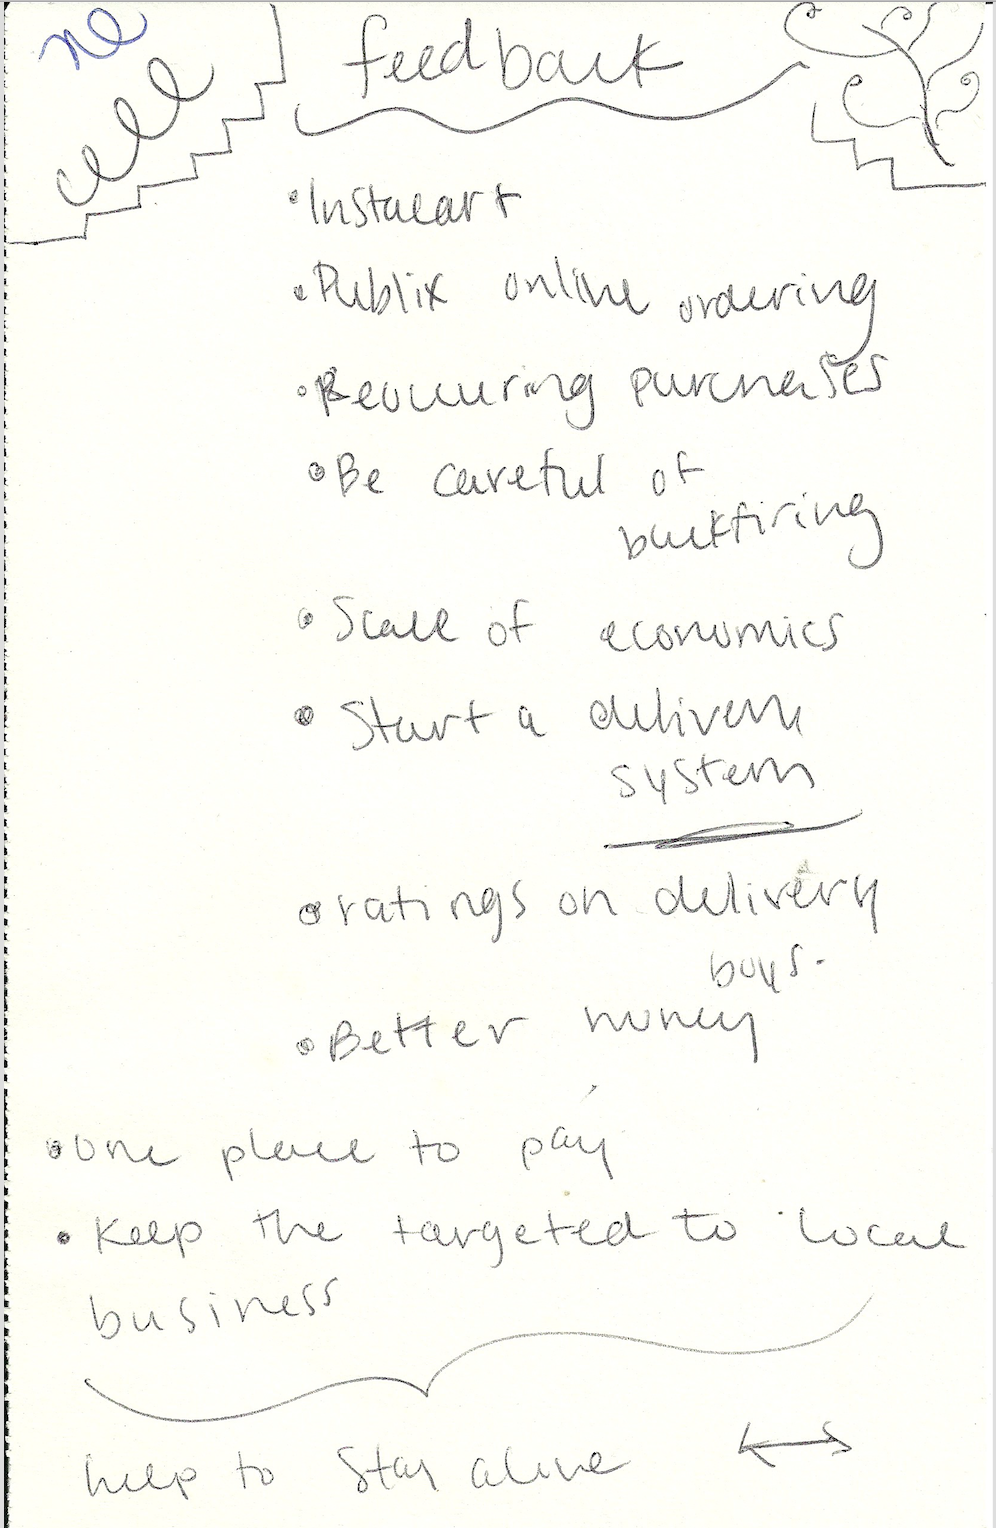 feedback
• Instacart
• Publix online ordering
• Reoccuring purchases
• Be careful of
backfiring
• Scale of economics
• Start a delivery
system
• ratings on delivery
boys.
• Better money
• One place to pay
• Keep the targeted to local
business
help to stay alive